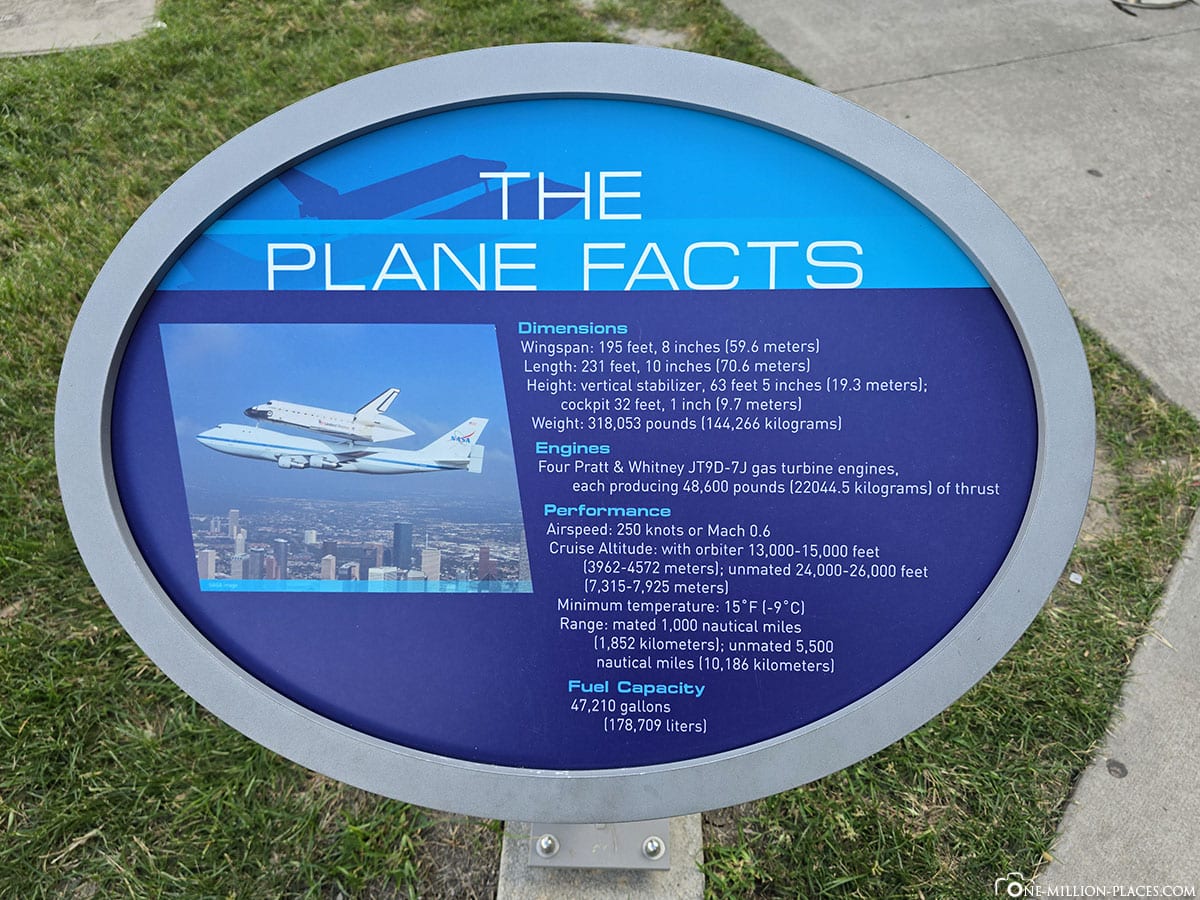 THE
PLANE FACTS
Dimensions
Wingspan: 195 feet, 8 inches (59.6 meters)
Length: 231 feet, 10 inches (70.6 meters)
Height: vertical stabilizer, 63 feet 5 inches (19.3 meters);
cockpit 32 feet, 1 inch (9.7 meters)
Weight: 318,053 pounds (144,266 kilograms)
Engines
Four Pratt & Whitney JT9D-7J gas turbine engines,
each producing 48,600 pounds (22044.5 kilograms) of thrust
Performance
Airspeed: 250 knots or Mach 0.6
Cruise Altitude: with orbiter 13,000-15,000 feet
(3962-4572 meters); unmated 24,000-26,000 feet
(7,315-7,925 meters)
Minimum temperature: 15°F (-9°C)
Range: mated 1,000 nautical miles
(1,852 kilometers); unmated 5,500
nautical miles (10,186 kilometers)
Fuel Capacity
47,210 gallons
(178,709 liters)
NASA
NASA image
ONE-MILLION-PLACES.COM